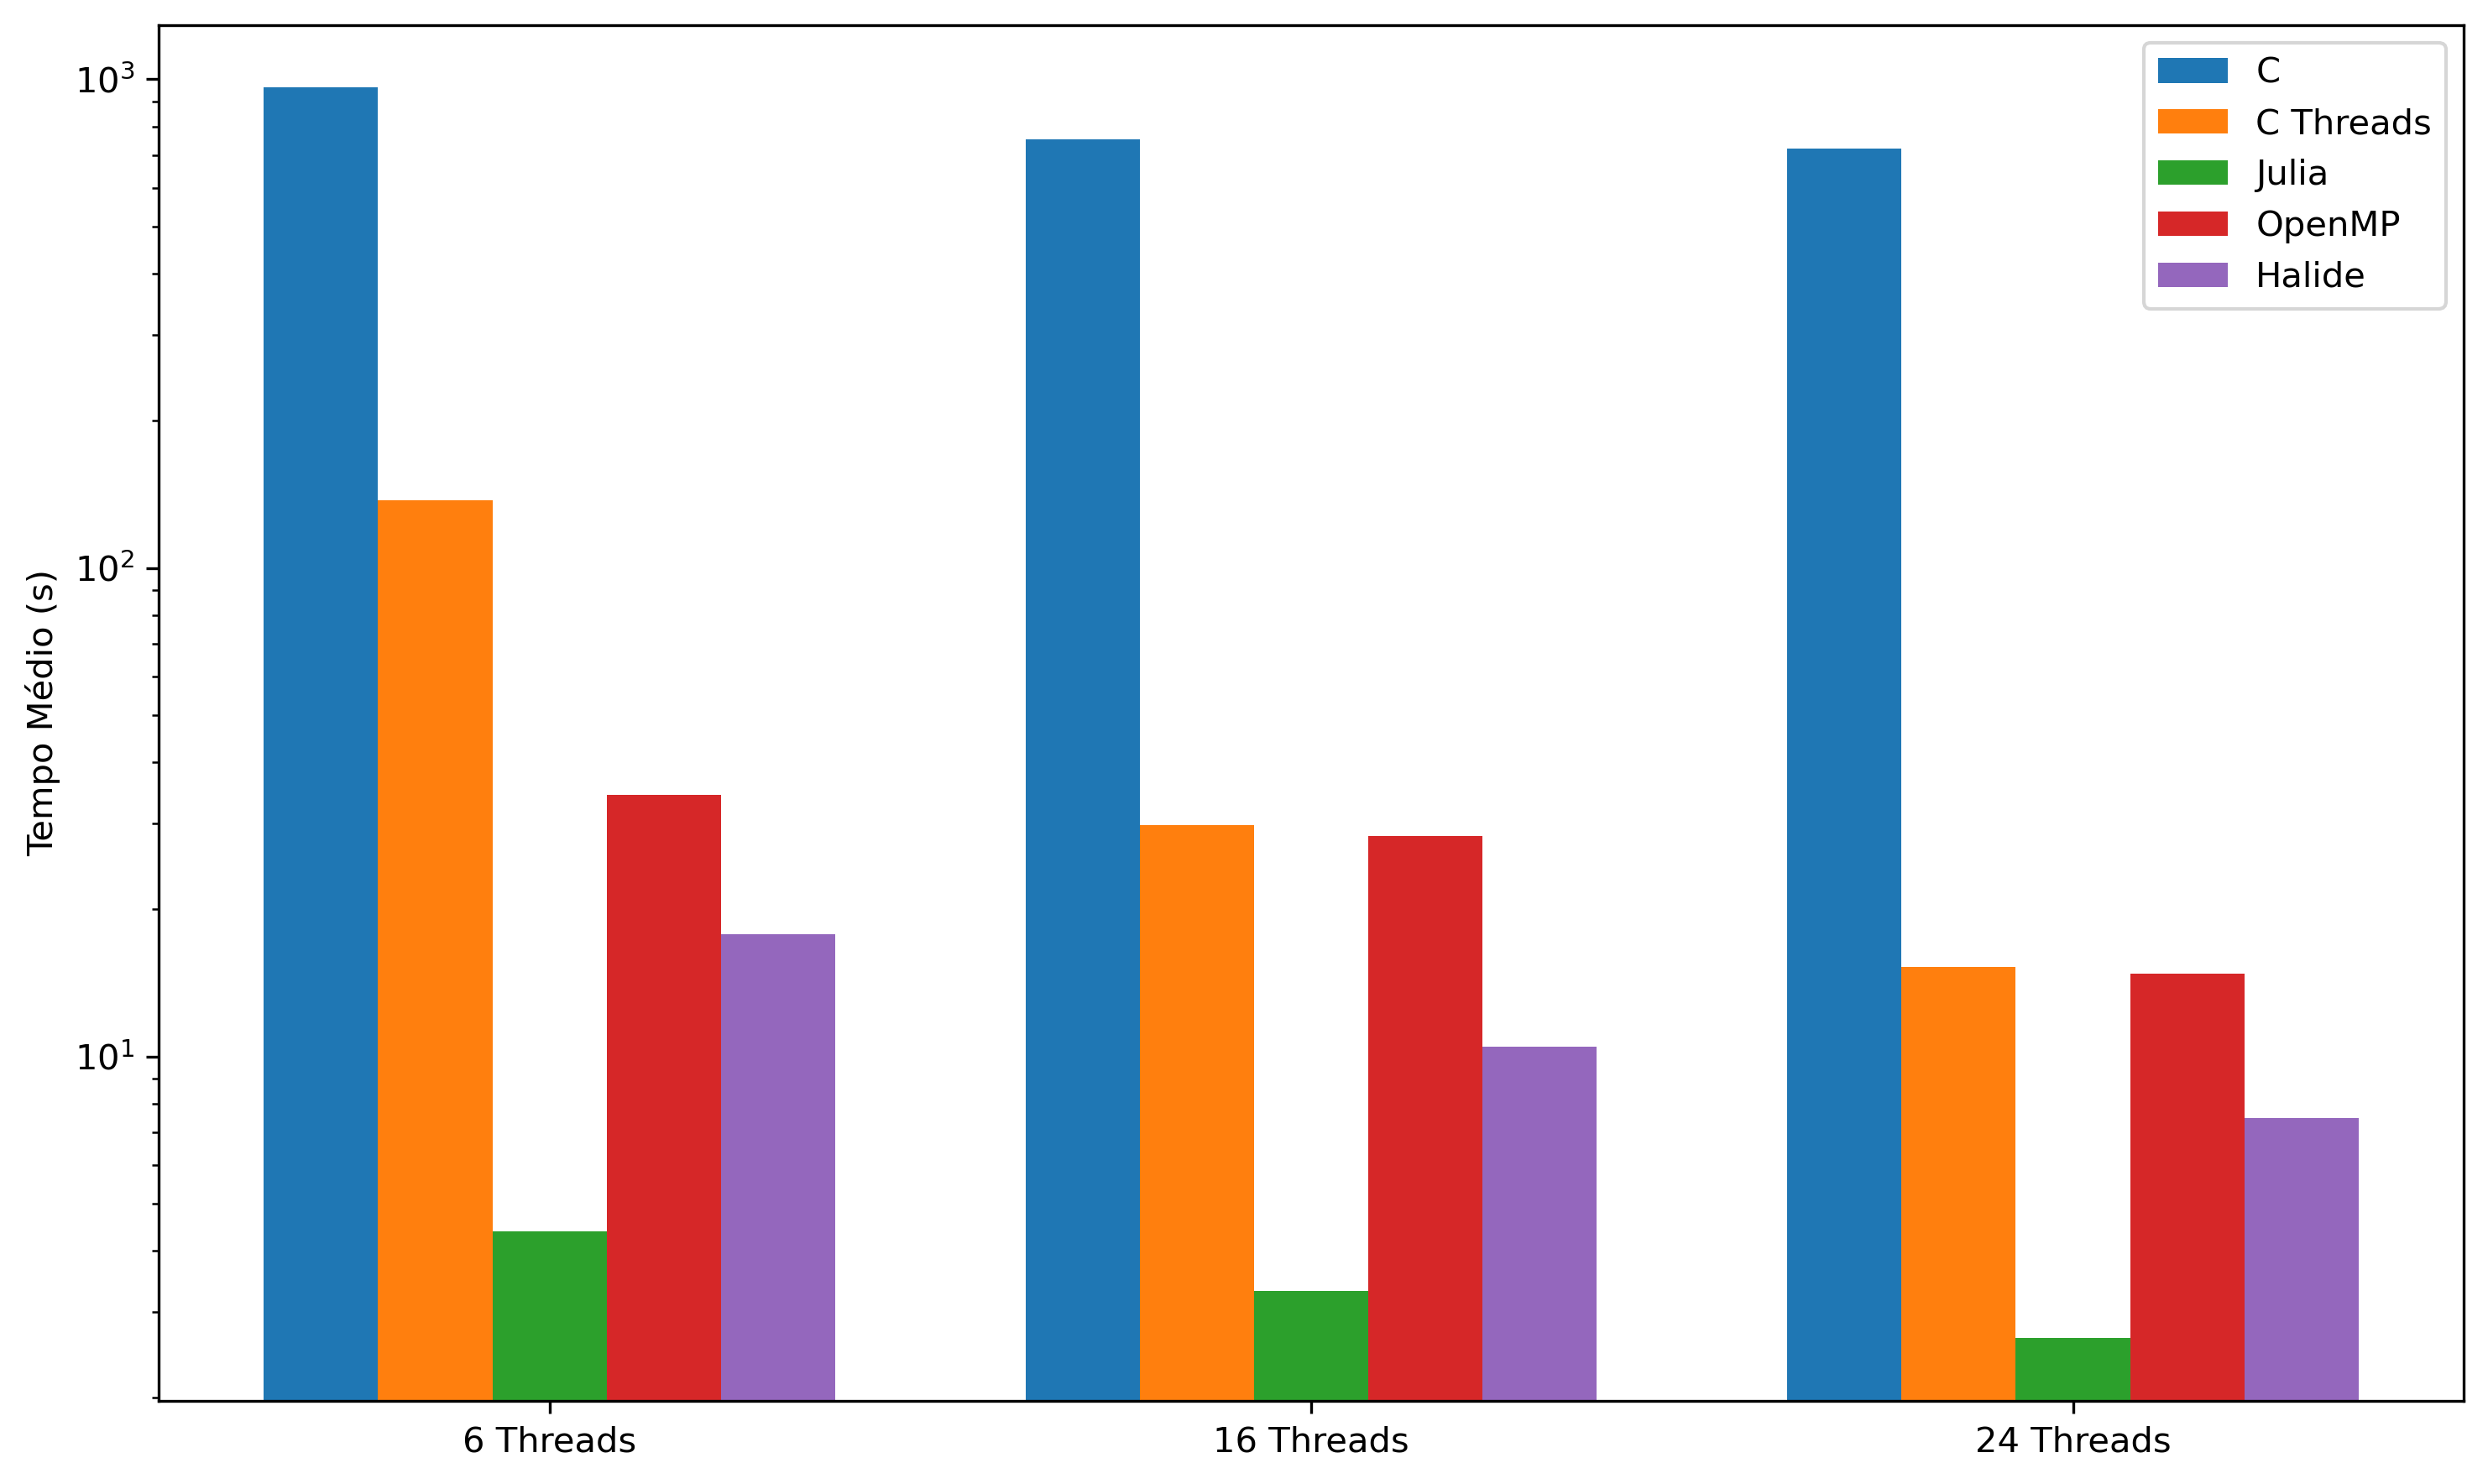 C
C Threads
Julia
OpenMP
Halide
Tempo Médio (s)
10³
10²
10¹
6 Threads
16 Threads
24 Threads